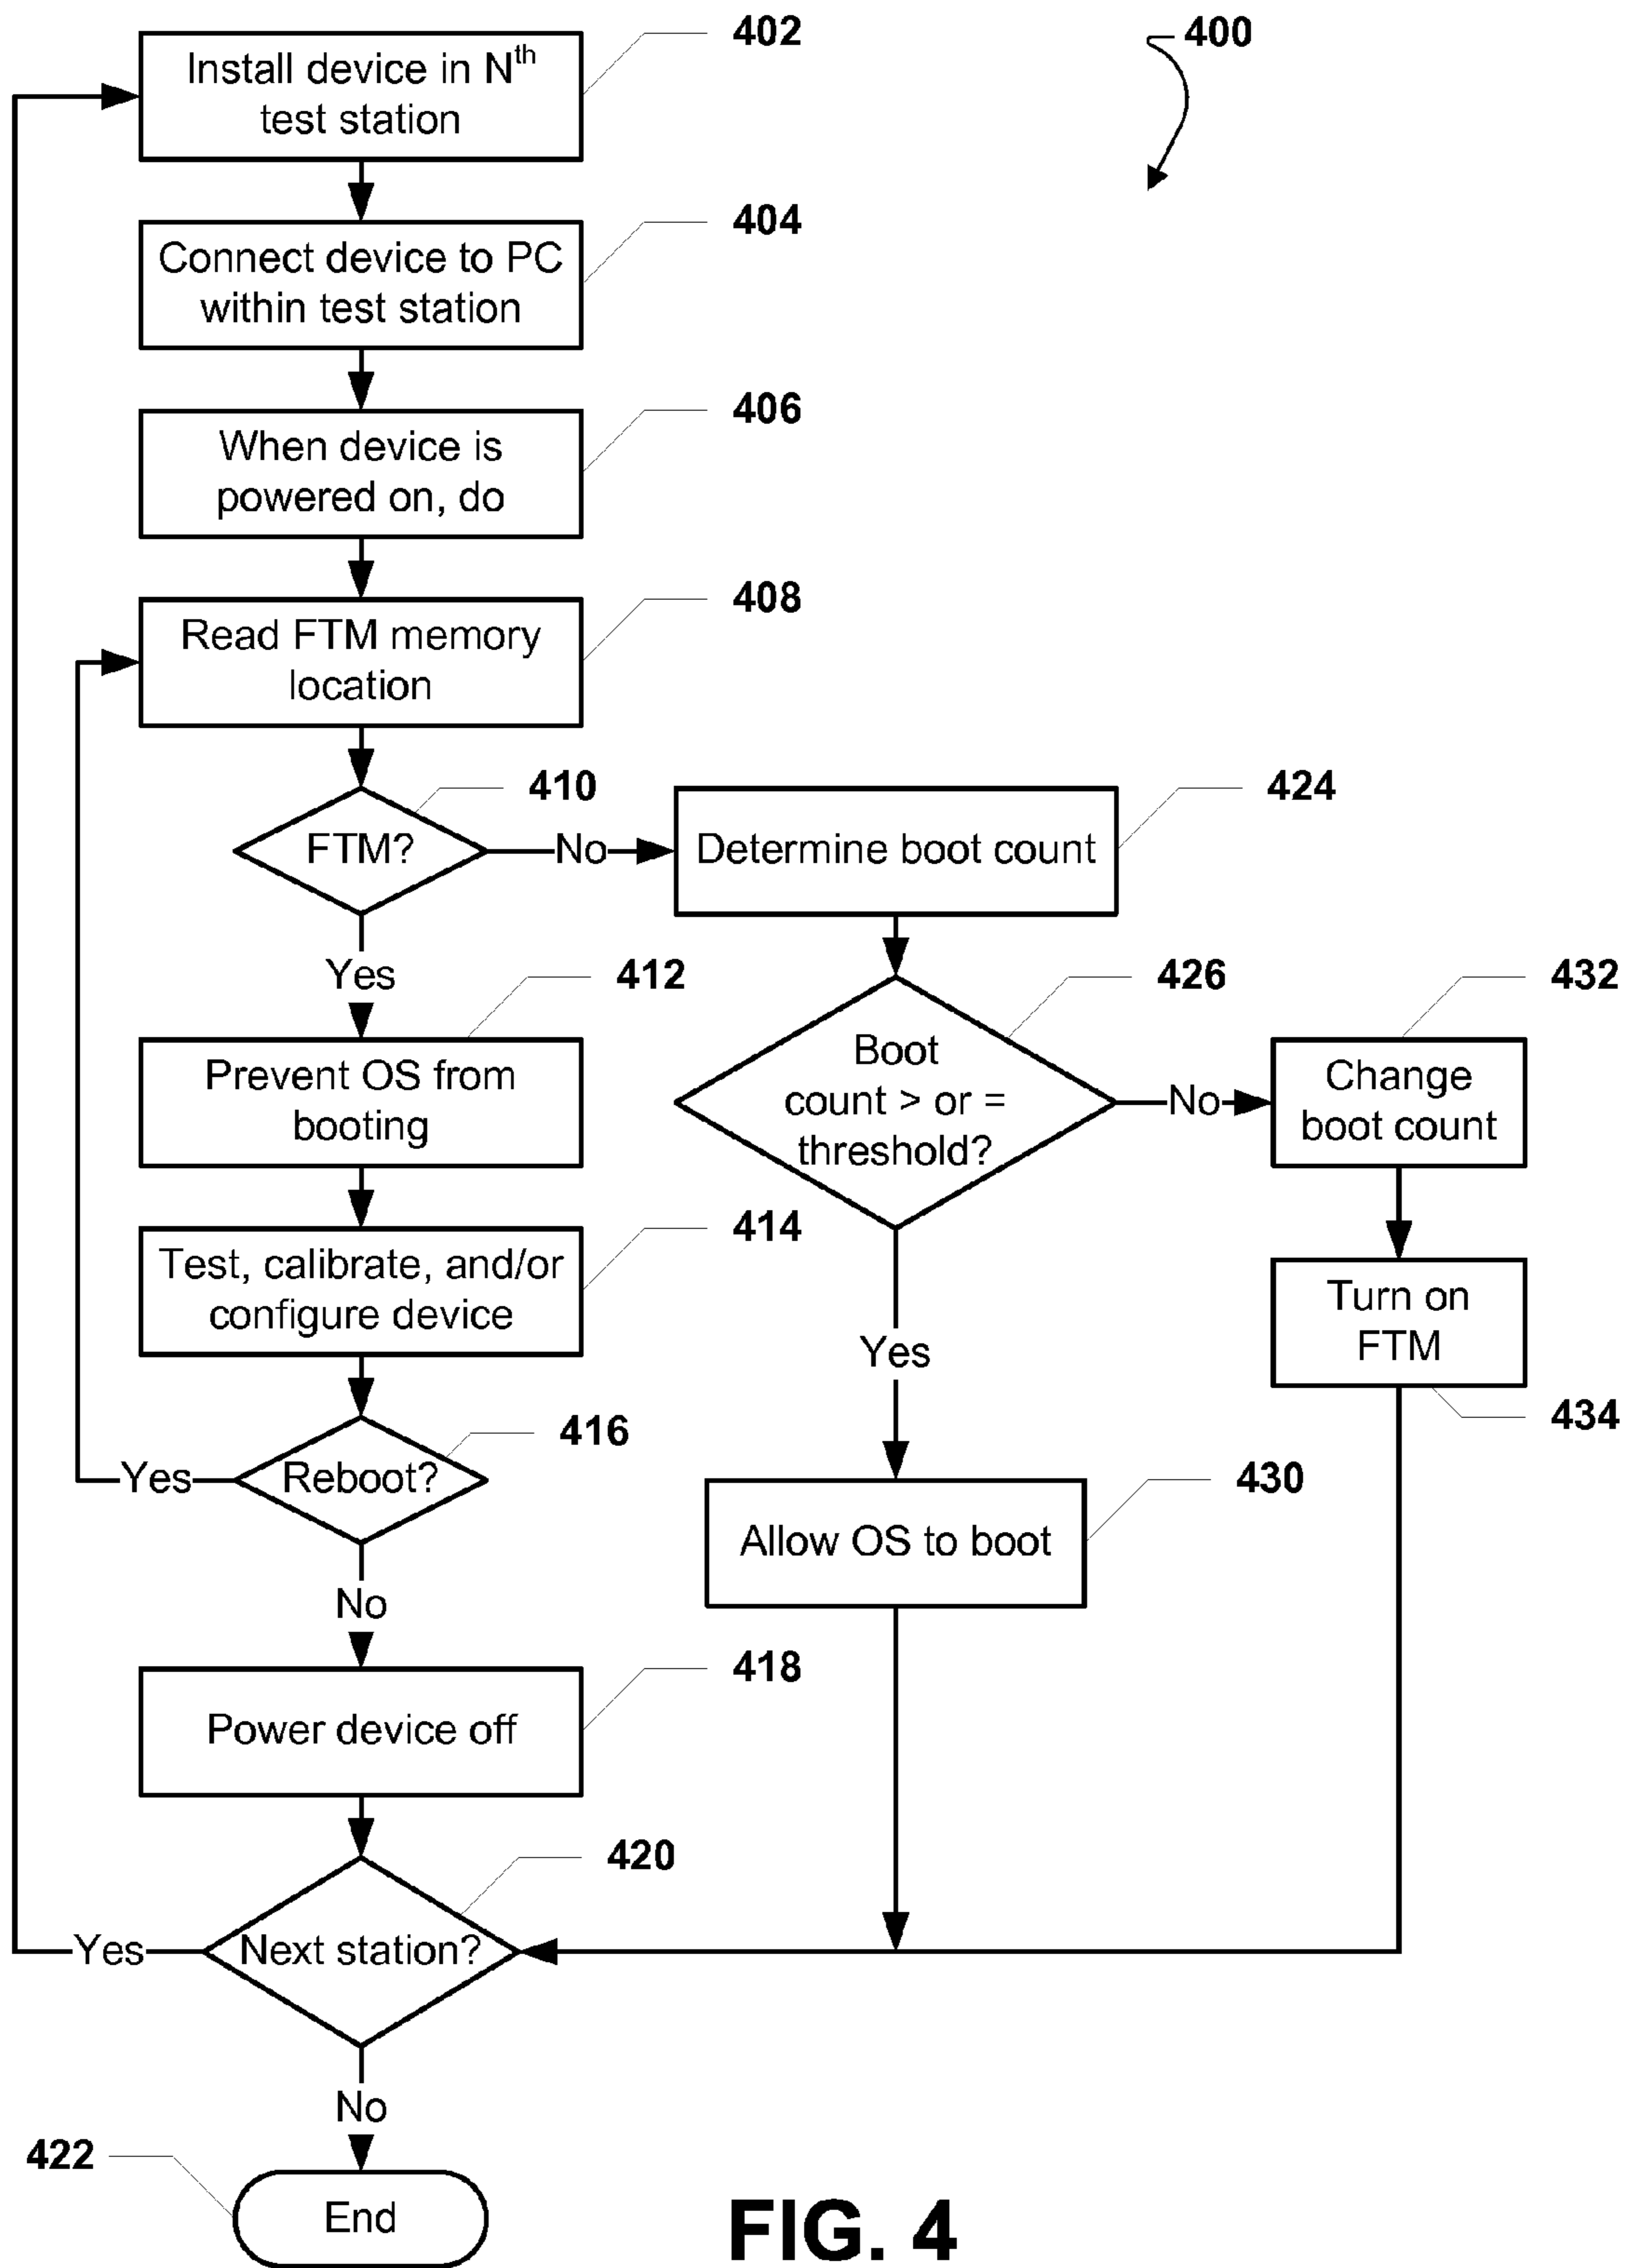 402
Install device in Nth
test station
400
404
Connect device to PC
within test station
406
When device is
powered on, do
408
Read FTM memory
location
410
FTM?
No
424
Determine boot count
Yes
412
Prevent OS from
booting
426
Boot
count > or =
threshold?
No
432
Change
boot count
414
Test, calibrate, and/or
configure device
Yes
Turn on
FTM
434
416
Reboot?
Yes
No
430
Allow OS to boot
418
Power device off
420
Next station?
Yes
No
422
End
FIG. 4